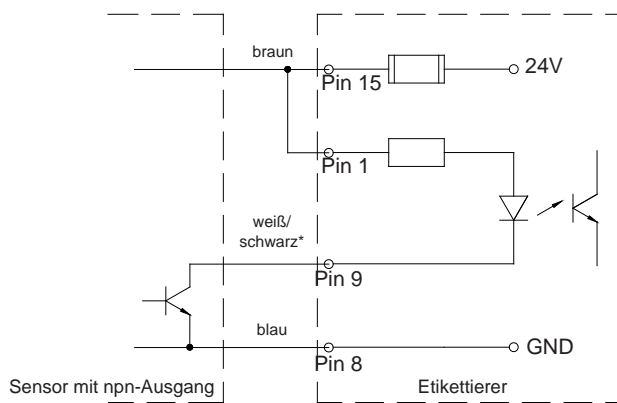 braun
Pin 15
24V
Pin 1
weiß/
schwarz*
Pin 9
blau
Pin 8
GND
Sensor mit npn-Ausgang
Etikettierer